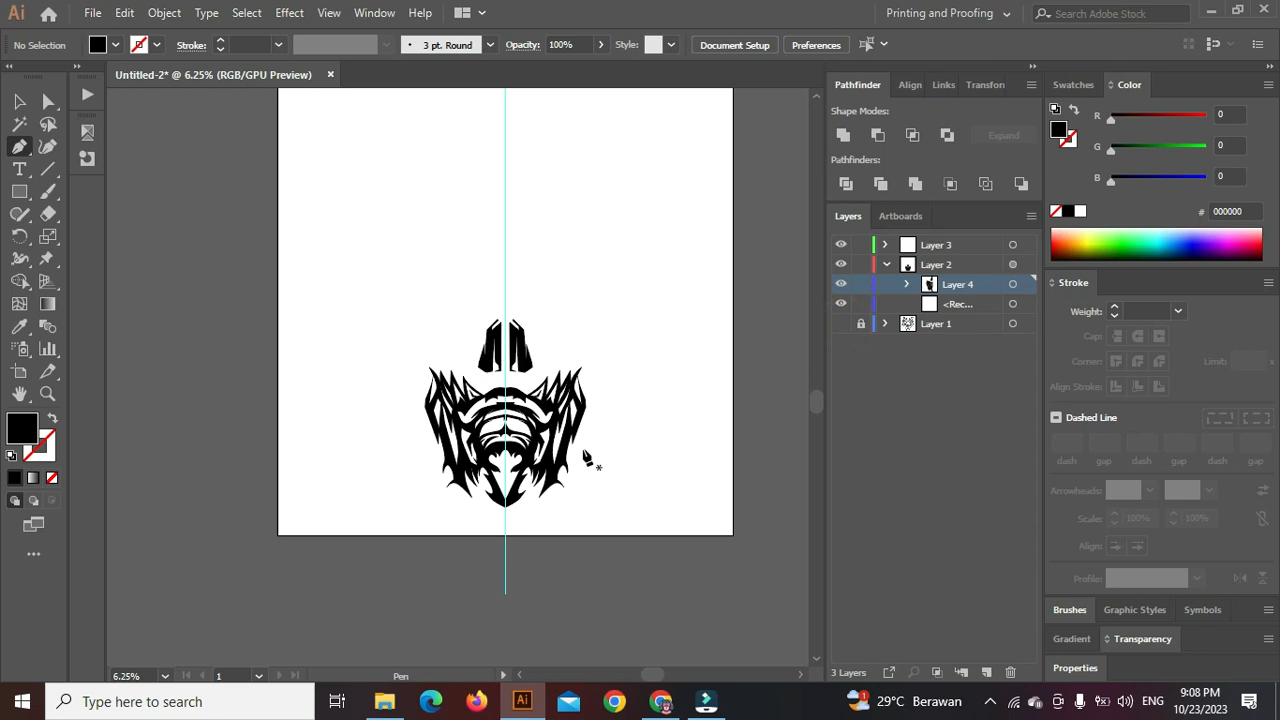 Ai File Edit Object Type Select Effect View Window Help Printing and Proofing Search Adobe Stock
No Selection Stroke: 3 pt. Round Opacity: 100% Style: Document Setup Preferences
Untitled-2* @ 6.25% (RGB/GPU Preview)
Pathfinder Align Links Transfon
Shape Modes:
Expand
Pathfinders:
Layers Artboards
Layer 3
Layer 2
Layer 4
<Rec...
Layer 1
3 Layers
Swatches Color
R 0
G 0
B 0
# 000000
Stroke
Weight:
Cap:
Corner: Limit:
Align Stroke:
Dashed Line
dash gap dash gap dash gap
Arrowheads:
Scale: 100% 100%
Align:
Profile:
Brushes Graphic Styles Symbols
Gradient Transparency
Properties
6.25% 1 Pen
Type here to search
Ai
1 29°C Berawan ENG
9:08 PM
10/23/2023